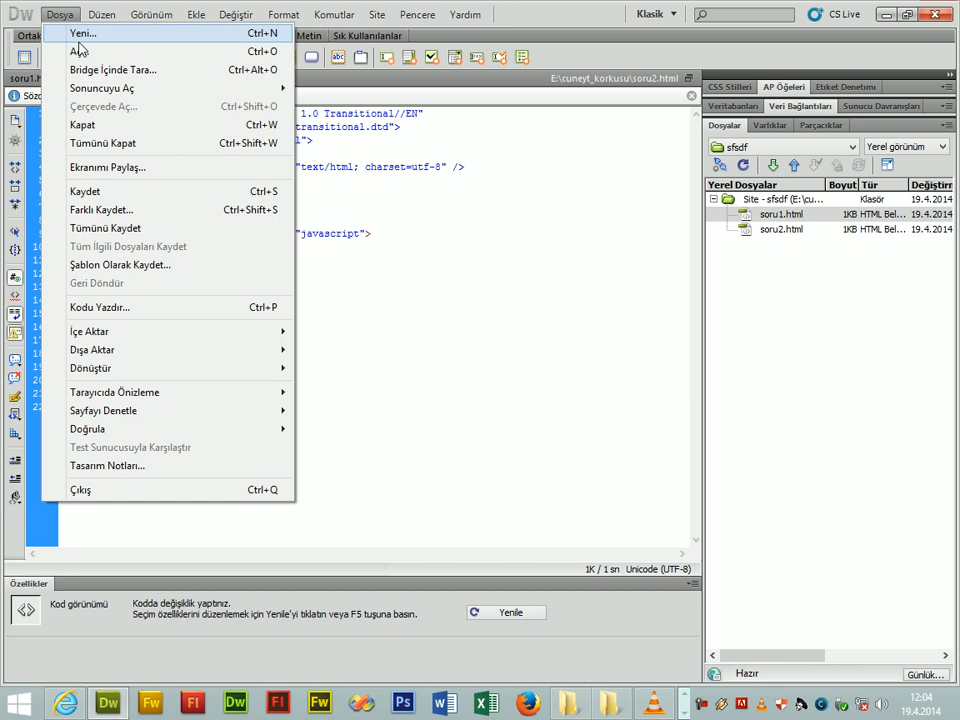 Dw Dosya Düzen Görünüm Ekle Değiştir Format Komutlar Site Pencere Yardım Klasik CS Live
Metin Sık Kullanılanlar
E:\cuneyt_korkusu\soru2.html
Yeni... Ctrl+N
Ctrl+O
Bridge İçinde Tara... Ctrl+Alt+O
Sonuncuyu Aç
Çerçevede Aç... Ctrl+Shift+O
Kapat Ctrl+W
Tümünü Kapat Ctrl+Shift+W
Ekranımı Paylaş...
Kaydet Ctrl+S
Farklı Kaydet... Ctrl+Shift+S
Tümünü Kaydet
Tüm İlgili Dosyaları Kaydet
Şablon Olarak Kaydet...
Geri Döndür
Kodu Yazdır... Ctrl+P
İçe Aktar
Dışa Aktar
Dönüştür
Tarayıcıda Önizleme
Sayfayı Denetle
Doğrula
Test Sunucusuyla Karşılaştır
Tasarım Notları...
Çıkış Ctrl+Q
1.0 Transitional//EN"
transitional.dtd">
">
"text/html; charset=utf-8" />
"javascript">
22
1K / 1 sn Unicode (UTF-8)
CSS Stilleri AP Öğeleri Etiket Denetimi
Veritabanları Veri Bağlantıları Sunucu Davranışları
Dosyalar Varlıklar Parçacıklar
sfsdf Yerel görünüm
Yerel Dosyalar Boyut Tür Değiştirm
Site - sfsdf (E:\cu... Klasör 19.4.2014
soru1.html 1KB HTML Bel... 19.4.2014
soru2.html 1KB HTML Bel... 19.4.2014
Hazır Günlük...
Özellikler
Kod görünümü
Kodda değişiklik yaptınız.
Seçim özelliklerini düzenlemek için Yenile'yi tıklatın veya F5 tuşuna basın.
Yenile
12:04
19.4.2014